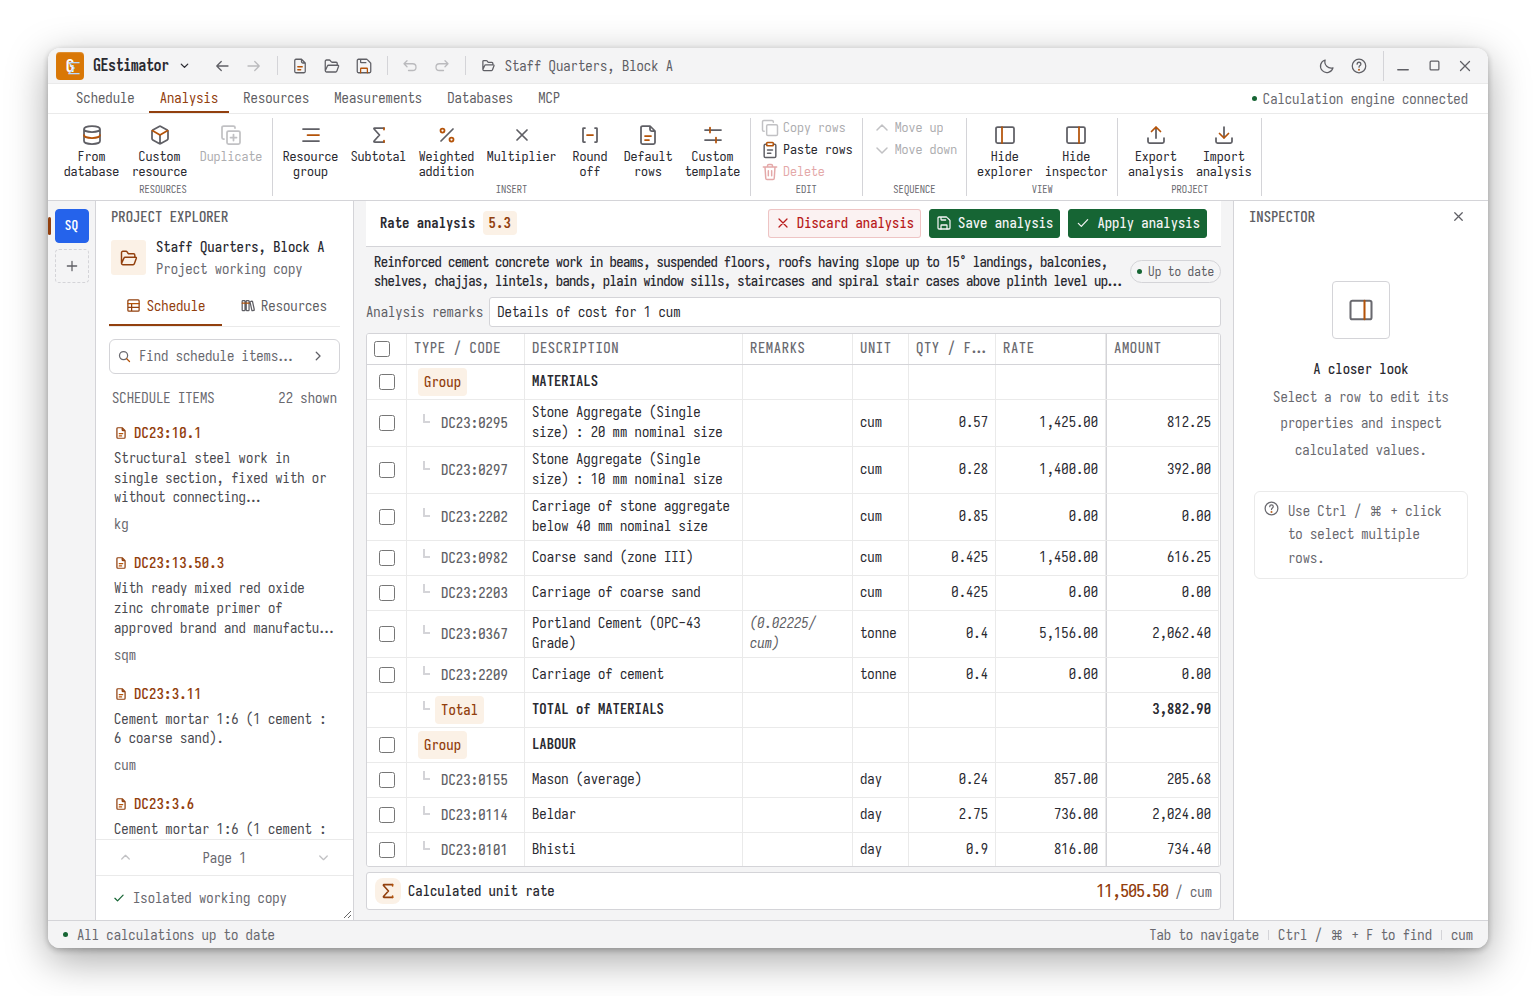 GEstimator
Staff Quarters, Block A
Schedule Analysis Resources Measurements Databases MCP
Calculation engine connected
From database
Custom resource
Duplicate
RESOURCES
Resource group
Subtotal
Weighted addition
Multiplier
Round off
Default rows
Custom template
INSERT
Copy rows
Paste rows
Delete
EDIT
Move up
Move down
SEQUENCE
Hide explorer
Hide inspector
VIEW
Export analysis
Import analysis
PROJECT
SQ
PROJECT EXPLORER
Staff Quarters, Block A
Project working copy
Schedule Resources
Find schedule items...
SCHEDULE ITEMS 22 shown
DC23:10.1
Structural steel work in
single section, fixed with or
without connecting...
kg
DC23:13.50.3
With ready mixed red oxide
zinc chromate primer of
approved brand and manufactu...
sqm
DC23:3.11
Cement mortar 1:6 (1 cement :
6 coarse sand).
cum
DC23:3.6
Cement mortar 1:6 (1 cement :
Page 1
Isolated working copy
Rate analysis 5.3
Discard analysis Save analysis Apply analysis
Reinforced cement concrete work in beams, suspended floors, roofs having slope up to 15° landings, balconies,
shelves, chajjas, lintels, bands, plain window sills, staircases and spiral stair cases above plinth level up...
Up to date
Analysis remarks Details of cost for 1 cum
TYPE / CODE DESCRIPTION REMARKS UNIT QTY / F... RATE AMOUNT
Group MATERIALS
DC23:0295 Stone Aggregate (Single size) : 20 mm nominal size cum 0.57 1,425.00 812.25
DC23:0297 Stone Aggregate (Single size) : 10 mm nominal size cum 0.28 1,400.00 392.00
DC23:2202 Carriage of stone aggregate below 40 mm nominal size cum 0.85 0.00 0.00
DC23:0982 Coarse sand (zone III) cum 0.425 1,450.00 616.25
DC23:2203 Carriage of coarse sand cum 0.425 0.00 0.00
DC23:0367 Portland Cement (OPC-43 Grade) (0.02225/cum) tonne 0.4 5,156.00 2,062.40
DC23:2209 Carriage of cement tonne 0.4 0.00 0.00
Total TOTAL of MATERIALS 3,882.90
Group LABOUR
DC23:0155 Mason (average) day 0.24 857.00 205.68
DC23:0114 Beldar day 2.75 736.00 2,024.00
DC23:0101 Bhisti day 0.9 816.00 734.40
Calculated unit rate 11,505.50 / cum
INSPECTOR
A closer look
Select a row to edit its
properties and inspect
calculated values.
Use Ctrl / ⌘ + click
to select multiple
rows.
All calculations up to date
Tab to navigate Ctrl / ⌘ + F to find cum